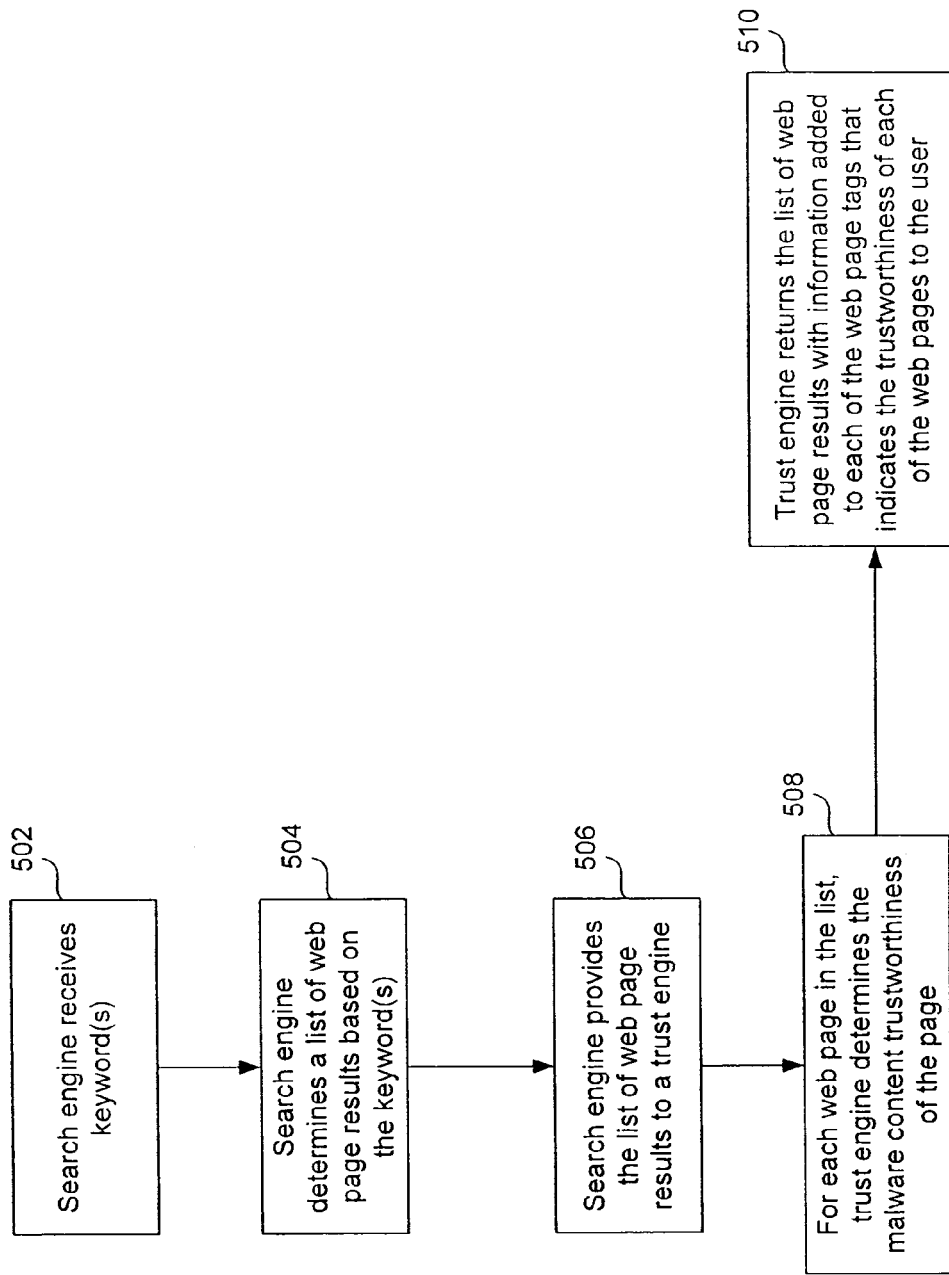 502
Search engine receives
keyword(s)
504
Search engine
determines a list of web
page results based on
the keyword(s)
506
Search engine provides
the list of web page
results to a trust engine
508
For each web page in the list,
trust engine determines the
malware content trustworthiness
of the page
510
Trust engine returns the list of web
page results with information added
to each of the web page tags that
indicates the trustworthiness of each
of the web pages to the user